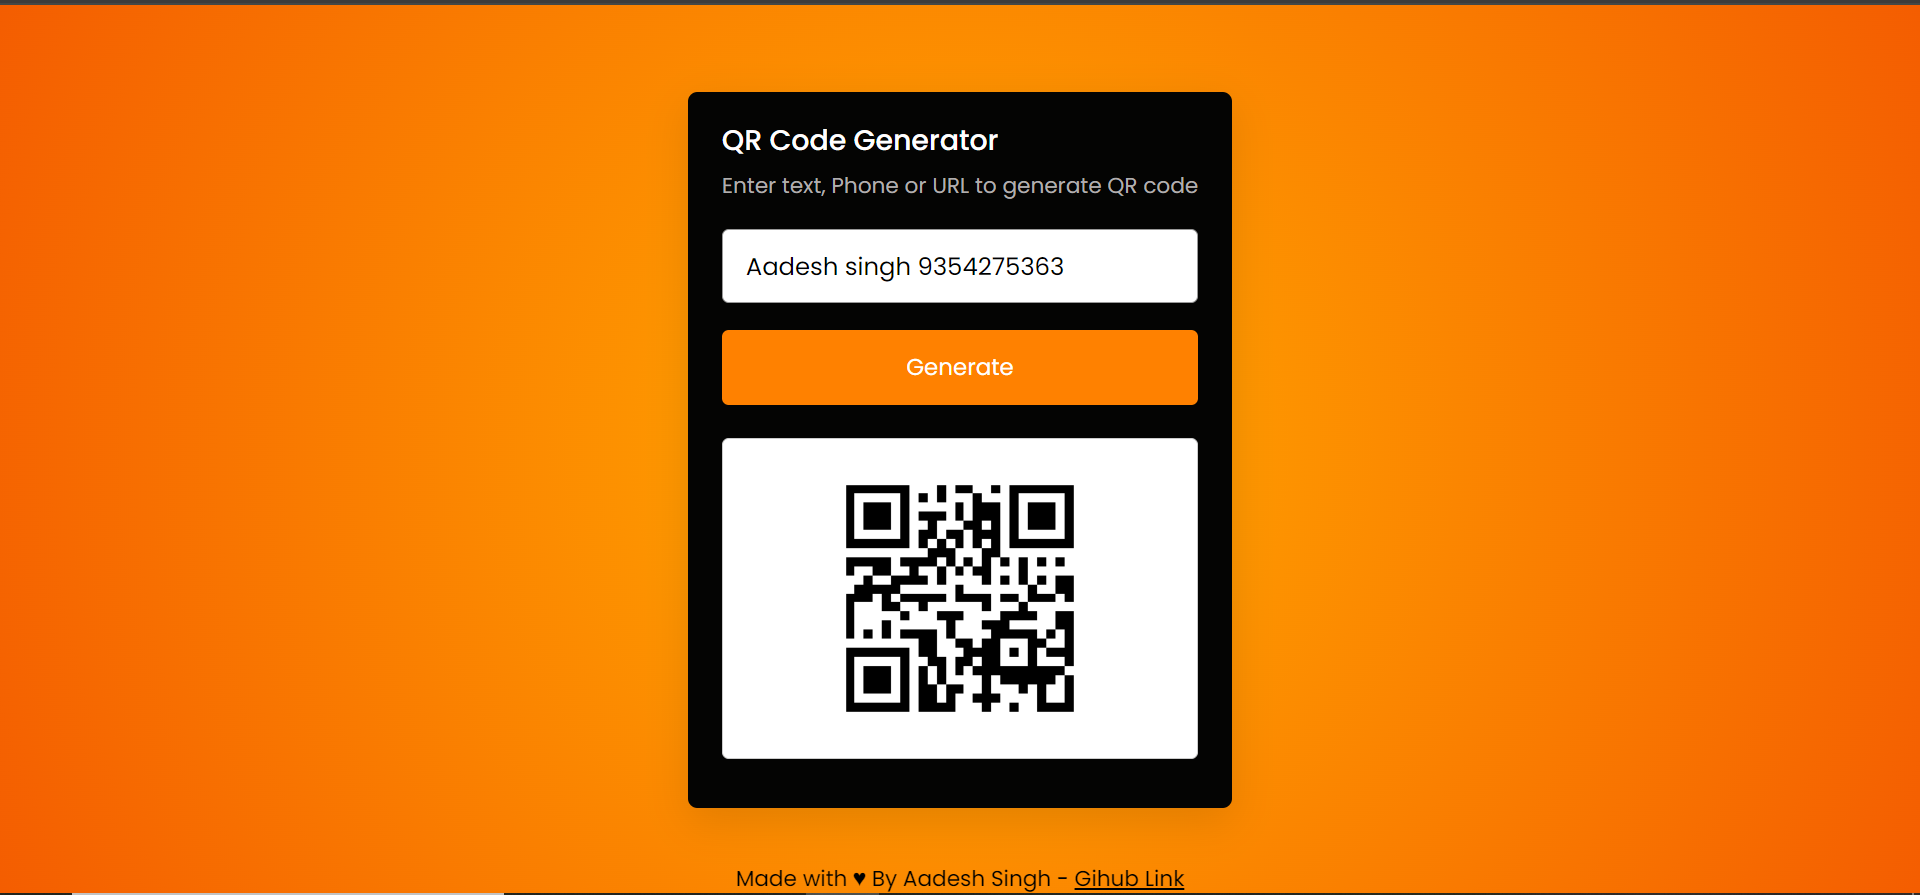 QR Code Generator
Enter text, Phone or URL to generate QR code
Aadesh singh 9354275363
Generate
Made with ♥ By Aadesh Singh - Gihub Link